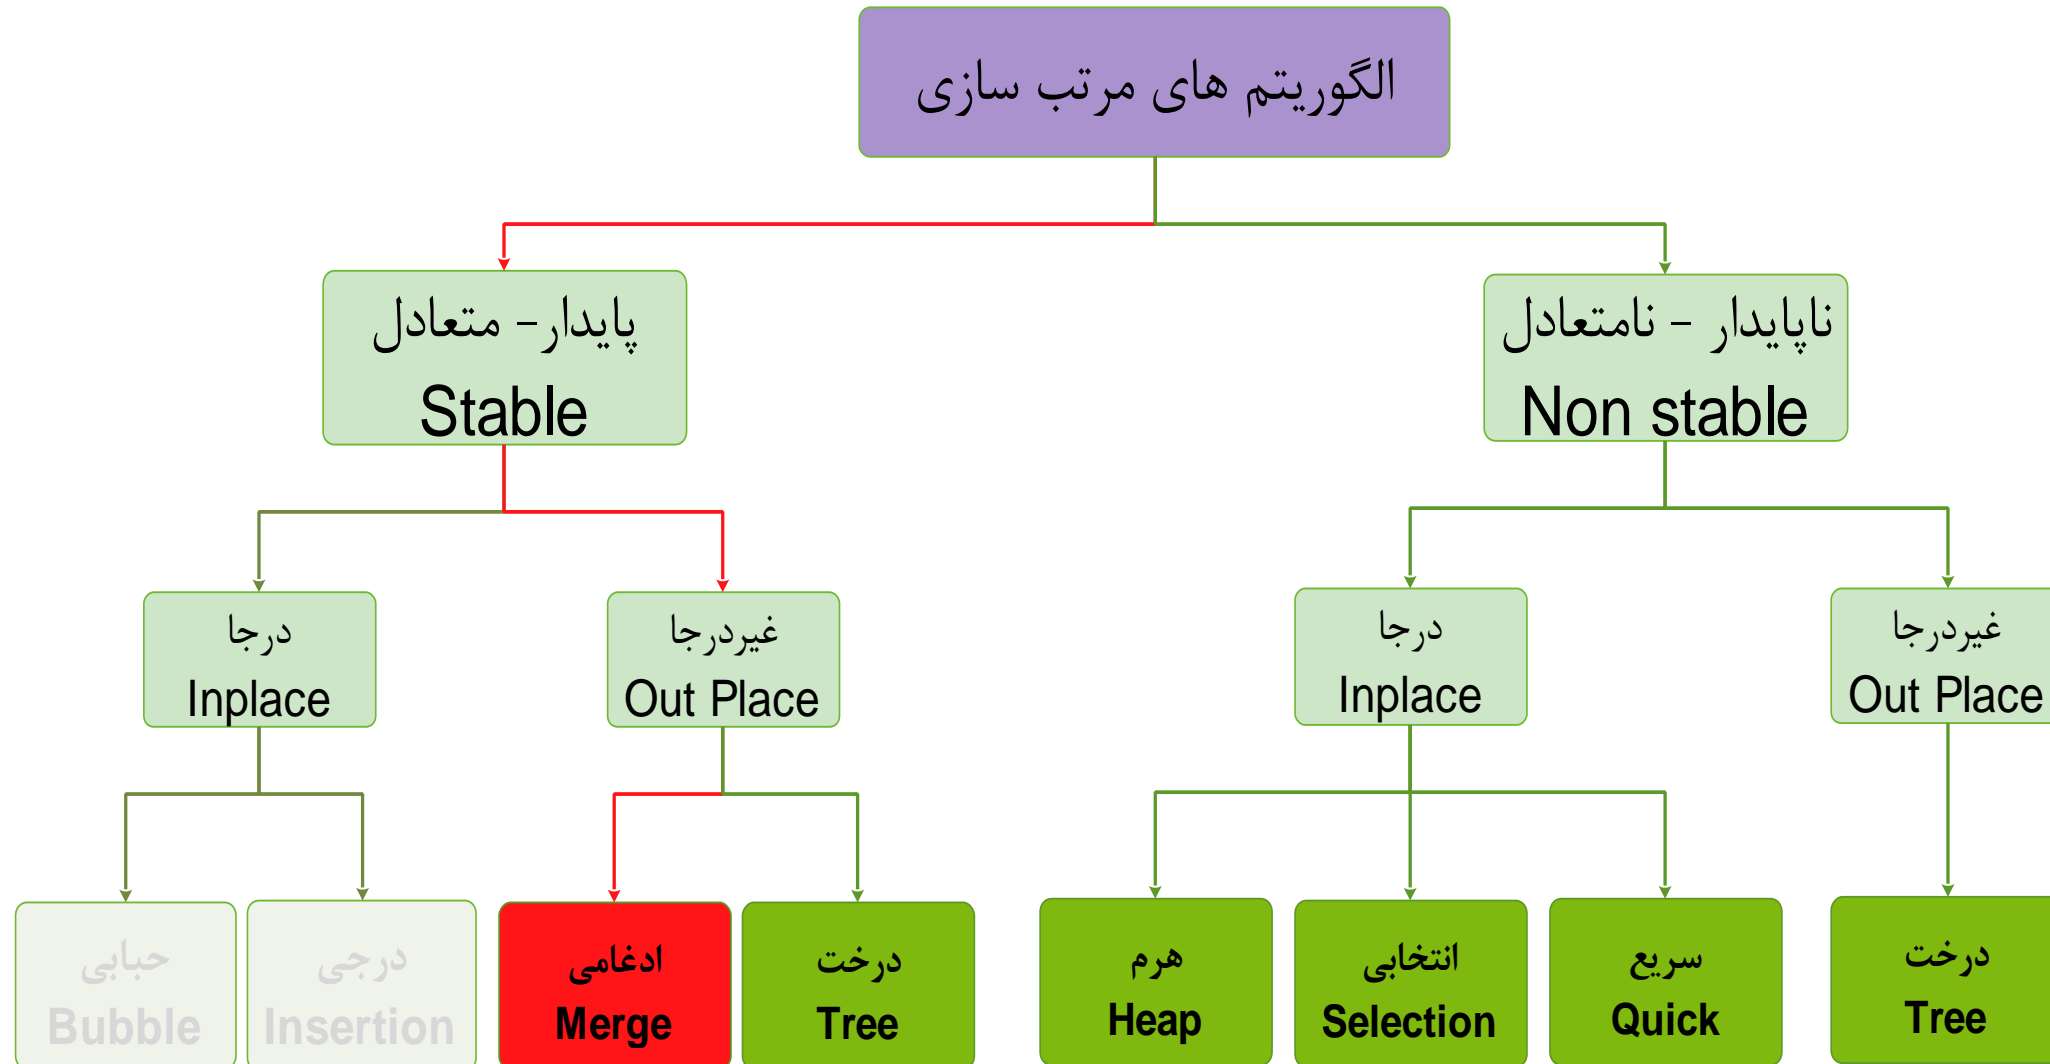 الگوریتم های مرتب سازی
پایدار- متعادل
Stable
ناپایدار - نامتعادل
Non stable
درجا
Inplace
غیردرجا
Out Place
درجا
Inplace
غیردرجا
Out Place
حبابی
Bubble
درجی
Insertion
ادغامی
Merge
درخت
Tree
هرم
Heap
انتخابی
Selection
سریع
Quick
درخت
Tree